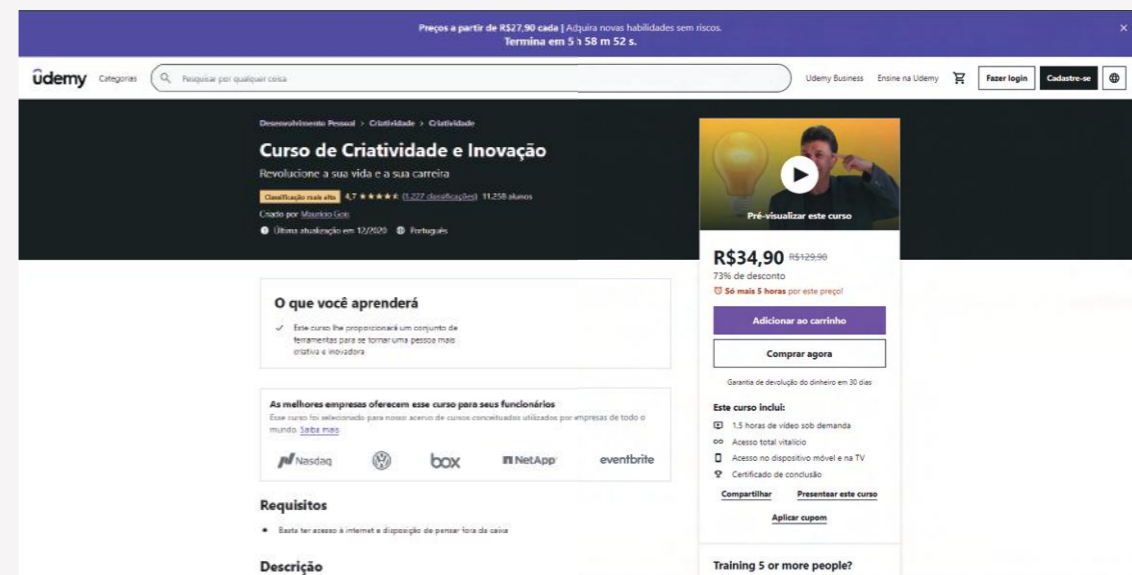 Preços a partir de R$27,90 cada | Adquira novas habilidades sem riscos.
Termina em 5 h 58 m 52 s.
ûdemy
Categorias
Pesquisar por qualquer coisa
Udemy Business
Ensine na Udemy
Fazer login
Cadastre-se
Desenvolvimento Pessoal > Criatividade > Criatividade
Curso de Criatividade e Inovação
Revolucione a sua vida e a sua carreira
Classificação mais alta 4,7 (1.227 classificações) 11.258 alunos
Criado por Maurício Góis
Última atualização em 12/2020 Português
Pré-visualizar este curso
R$34,90 R$129,90
73% de desconto
Só mais 5 horas por este preço!
Adicionar ao carrinho
Comprar agora
Garantia de devolução do dinheiro em 30 dias
Este curso inclui:
1.5 horas de vídeo sob demanda
Acesso total vitalício
Acesso no dispositivo móvel e na TV
Certificado de conclusão
Compartilhar
Presentear este curso
Aplicar cupom
Training 5 or more people?
O que você aprenderá
Este curso lhe proporcionará um conjunto de
ferramentas para se tornar uma pessoa mais
criativa e inovadora
As melhores empresas oferecem esse curso para seus funcionários
Esse curso foi selecionado para nosso acervo de cursos conceituados utilizados por empresas de todo o
mundo. Saiba mais
Nasdaq
box
NetApp
eventbrite
Requisitos
Basta ter acesso à internet e disposição de pensar fora da caixa
Descrição